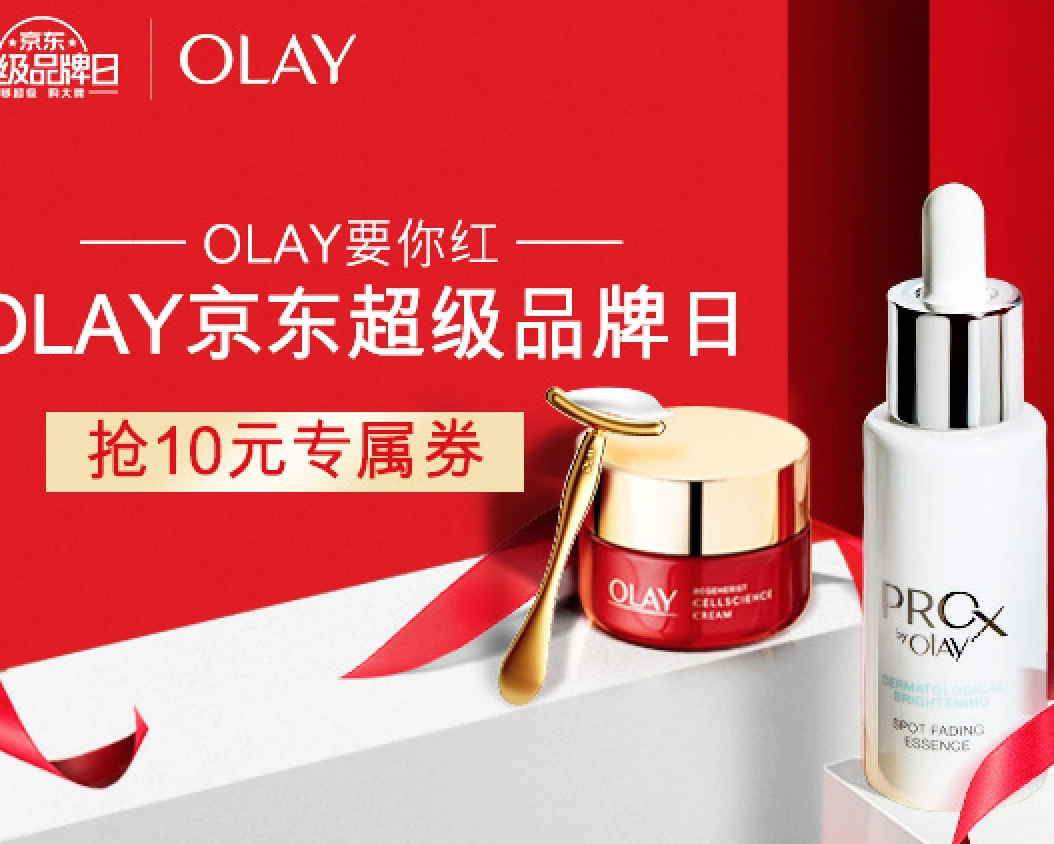 京东
级品牌日
OLAY
OLAY要你红
OLAY京东超级品牌日
抢10元专属券
OLAY
REGENERIST
CELLSCIENCE
CREAM
PROX
by OLAY
DERMATOLOGICAL
BRIGHTENING
SPOT FADING
ESSENCE